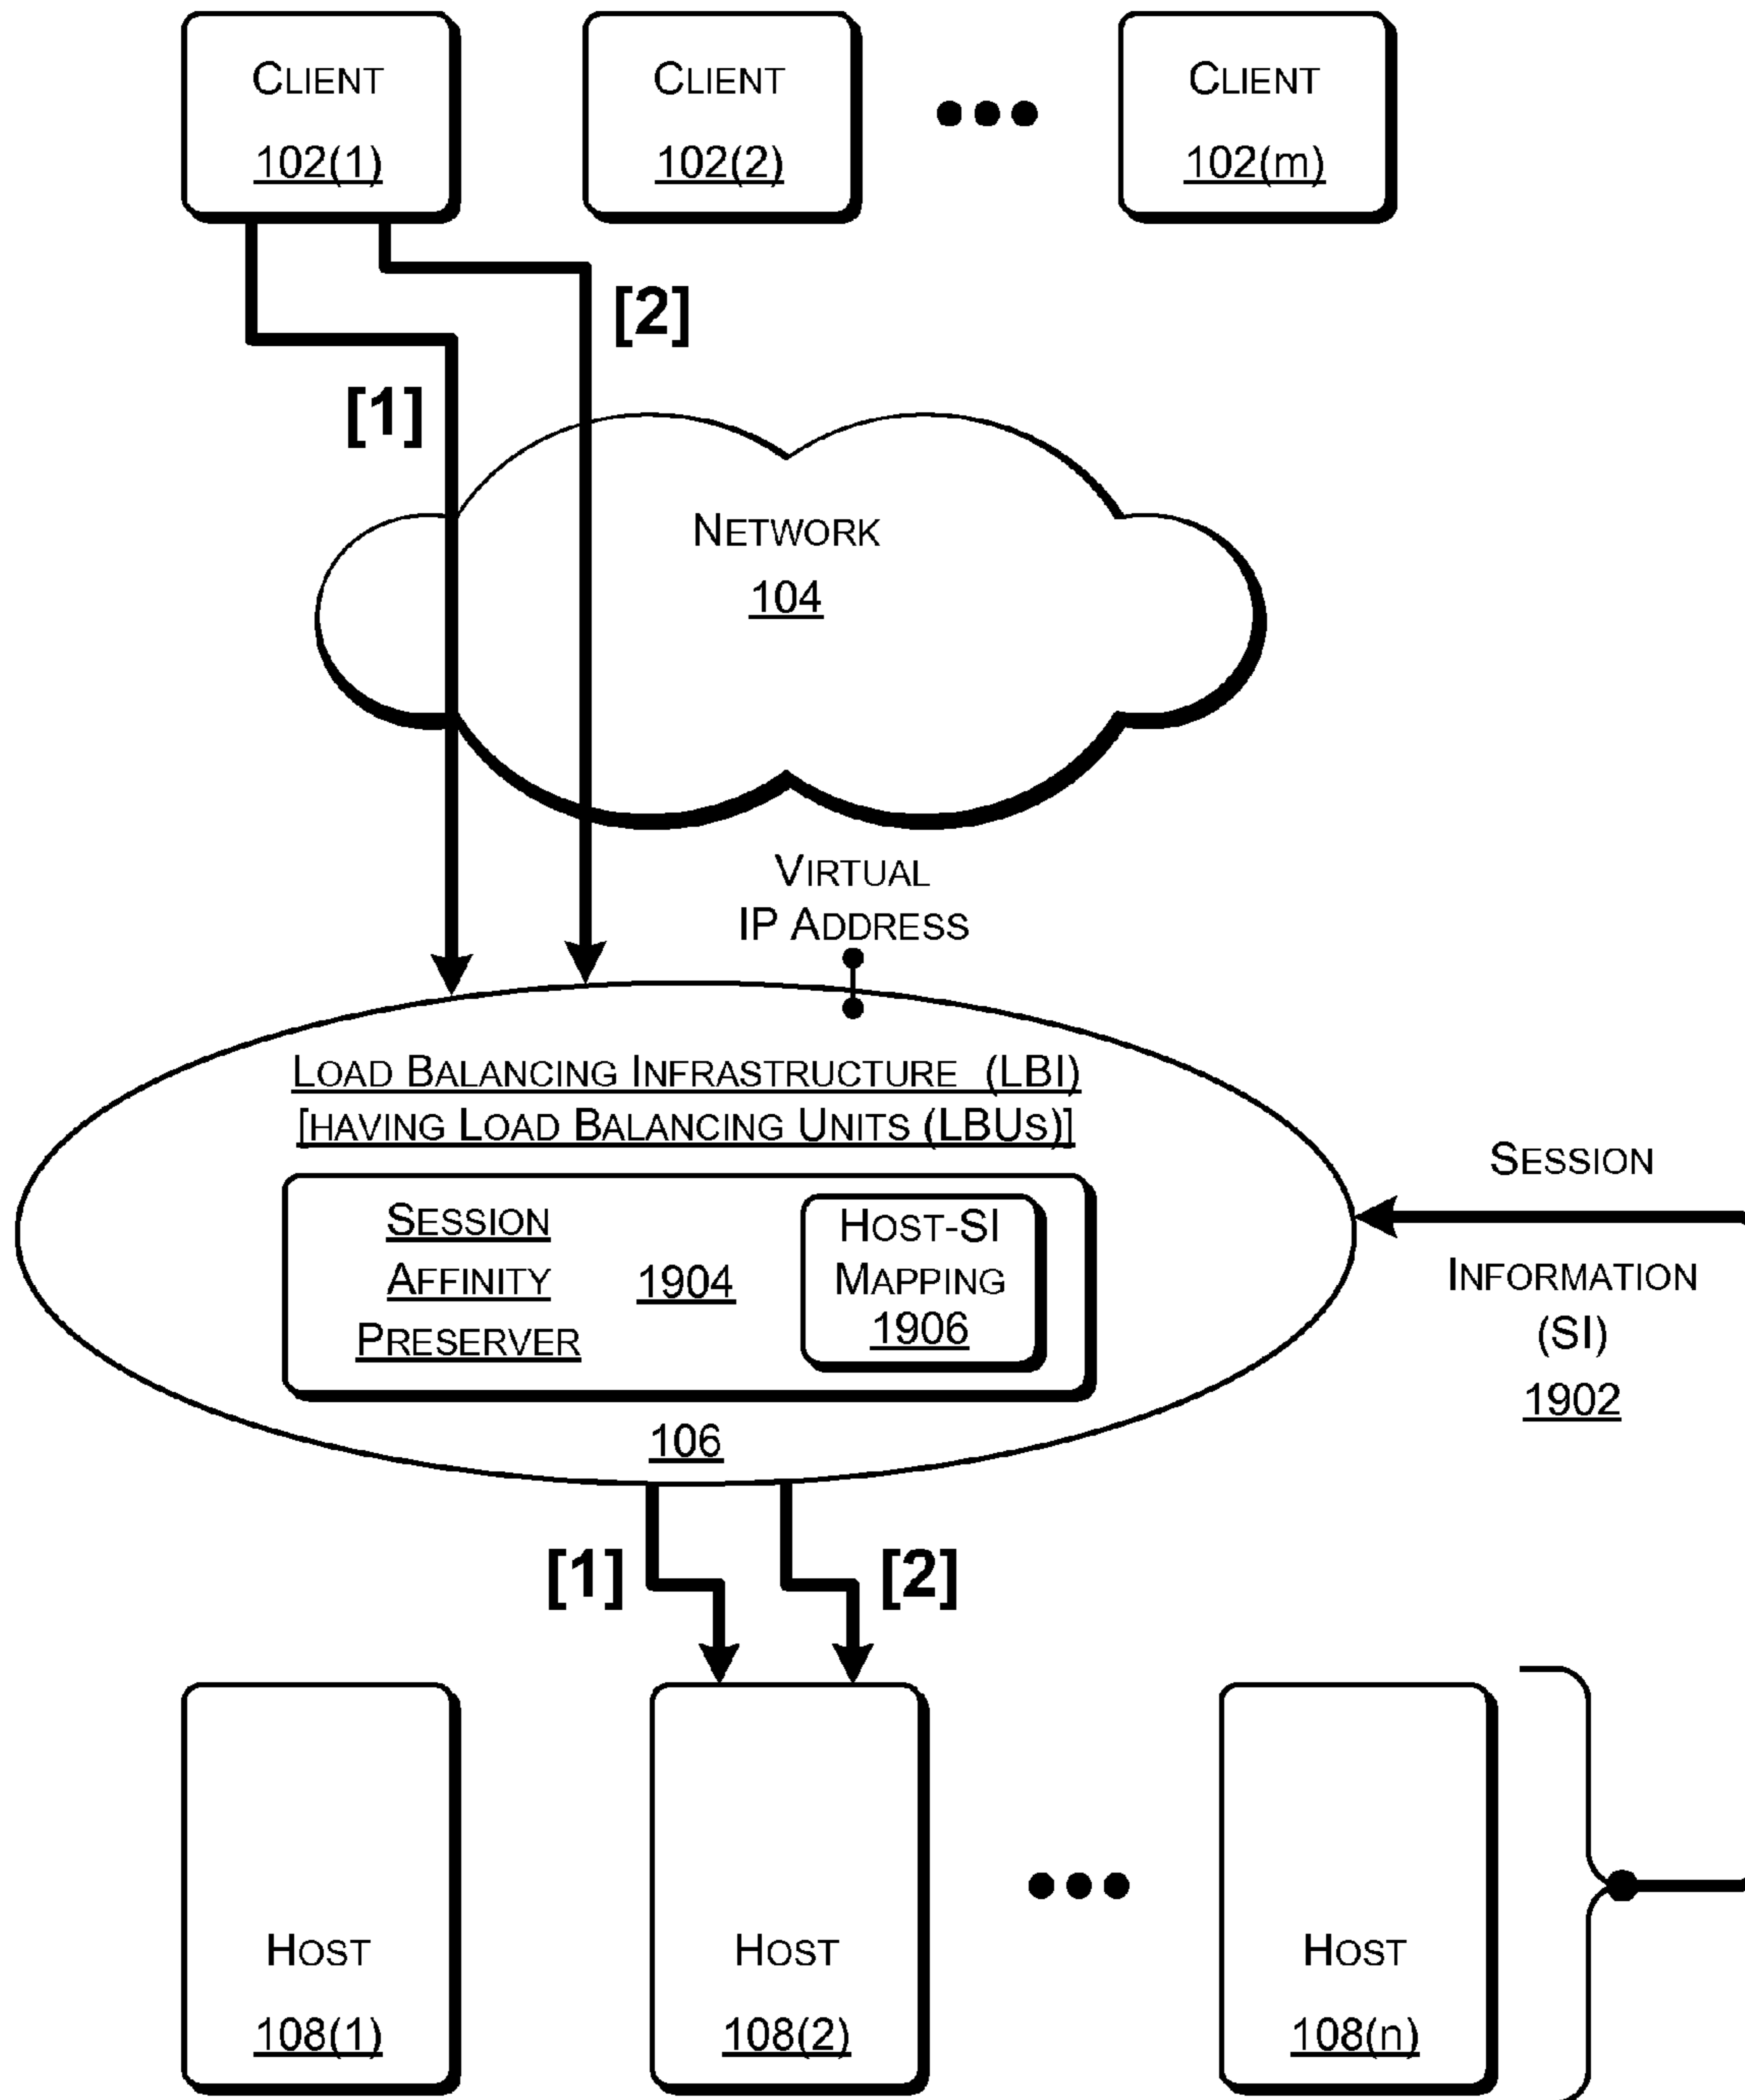 CLIENT
102(1)
CLIENT
102(2)
CLIENT
102(m)
[2]
[1]
NETWORK
104
VIRTUAL
IP ADDRESS
LOAD BALANCING INFRASTRUCTURE (LBI)
[HAVING LOAD BALANCING UNITS (LBUS)]
SESSION
AFFINITY
PRESERVER
1904
HOST-SI
MAPPING
1906
106
SESSION
INFORMATION
(SI)
1902
[1]
[2]
HOST
108(1)
HOST
108(2)
HOST
108(n)